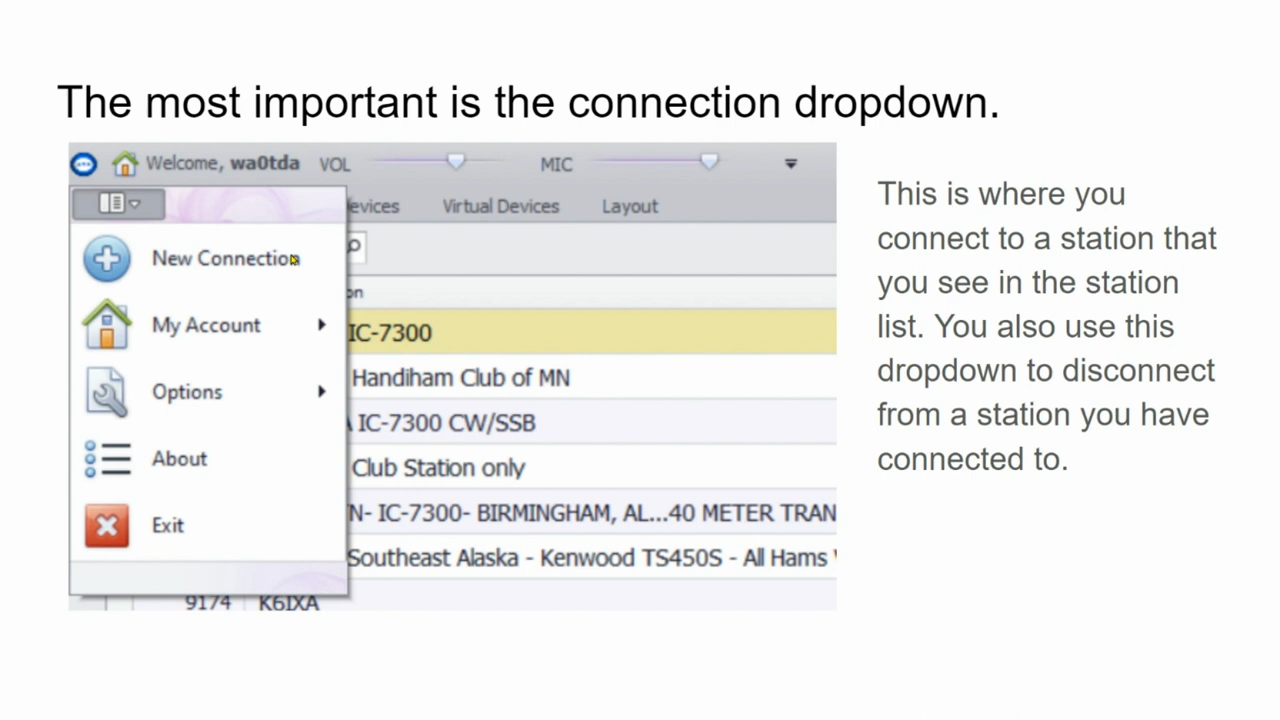 The most important is the connection dropdown.
Welcome, wa0tda VOL MIC
evices Virtual Devices Layout
New Connection
on
My Account
IC-7300
Handiham Club of MN
Options
IC-7300 CW/SSB
About
Club Station only
Exit
N- IC-7300- BIRMINGHAM, AL...40 METER TRAN
Southeast Alaska - Kenwood TS450S - All Hams
9174 K6IXA
This is where you
connect to a station that
you see in the station
list. You also use this
dropdown to disconnect
from a station you have
connected to.